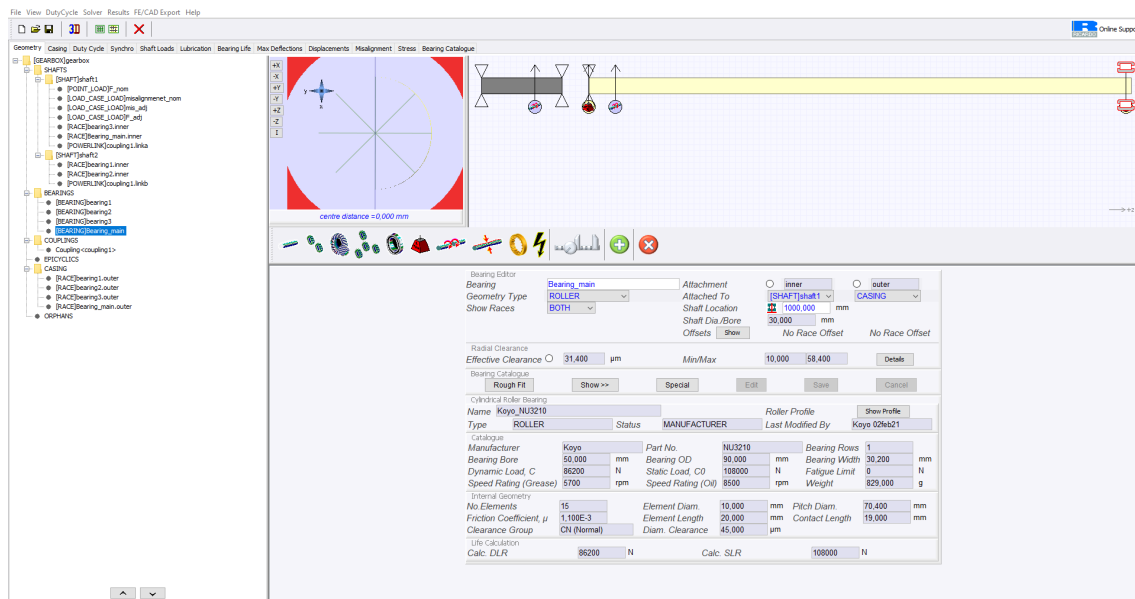 File View DutyCycle Solver Results FE/CAD Export Help
3D
RICARDO Online Suppo
Geometry Casing Duty Cycle Synchro Shaft Loads Lubrication Bearing Life Max Deflections Displacements Misalignment Stress Bearing Catalogue
[GEARBOX]gearbox
SHAFTS
[SHAFT]shaft1
[POINT_LOAD]F_nom
[LOAD_CASE_LOAD]misalignmenet_nom
[LOAD_CASE_LOAD]mis_adj
[LOAD_CASE_LOAD]F_adj
[RACE]bearing3.inner
[RACE]Bearing_main.inner
[POWERLINK]coupling1.linka
[SHAFT]shaft2
[RACE]bearing1.inner
[RACE]bearing2.inner
[POWERLINK]coupling1.linkb
BEARINGS
[BEARING]bearing1
[BEARING]bearing2
[BEARING]bearing3
[BEARING]Bearing_main
COUPLINGS
Coupling<coupling1>
EPICYCLICS
CASING
[RACE]bearing1.outer
[RACE]bearing2.outer
[RACE]bearing3.outer
[RACE]Bearing_main.outer
ORPHANS
+X
-X
+Y
-Y
+Z
-Z
I
y
x
centre distance =0,000 mm
+z
Bearing Editor
Bearing Bearing_main Attachment inner outer
Geometry Type ROLLER Attached To [SHAFT]shaft1 CASING
Show Races BOTH Shaft Location 1000,000 mm
Shaft Dia./Bore 30,000 mm
Offsets Show No Race Offset No Race Offset
Radial Clearance
Effective Clearance 31,400 µm Min/Max 10,000 58,400 Details
Bearing Catalogue
Rough Fit Show >> Special Edit Save Cancel
Cylindrical Roller Bearing
Name Koyo_NU3210 Roller Profile Show Profile
Type ROLLER Status MANUFACTURER Last Modified By Koyo 02feb21
Catalogue
Manufacturer Koyo Part No. NU3210 Bearing Rows 1
Bearing Bore 50,000 mm Bearing OD 90,000 mm Bearing Width 30,200 mm
Dynamic Load, C 86200 N Static Load, C0 108000 N Fatigue Limit 0 N
Speed Rating (Grease) 5700 rpm Speed Rating (Oil) 8500 rpm Weight 829,000 g
Internal Geometry
No.Elements 15 Element Diam. 10,000 mm Pitch Diam. 70,400 mm
Friction Coefficient, µ 1,100E-3 Element Length 20,000 mm Contact Length 19,000 mm
Clearance Group CN (Normal) Diam. Clearance 45,000 µm
Life Calculation
Calc. DLR 86200 N Calc. SLR 108000 N